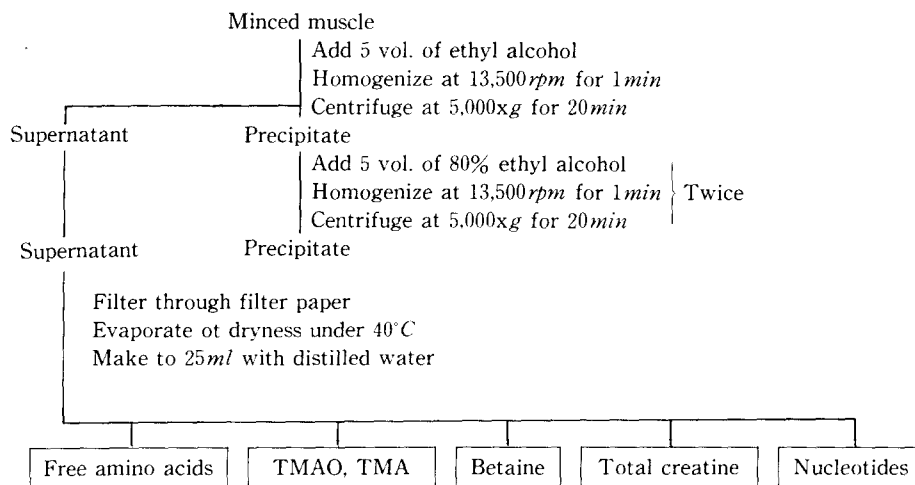 Minced muscle
Add 5 vol. of ethyl alcohol
Homogenize at 13,500rpm for 1min
Centrifuge at 5,000xg for 20min
Supernatant Precipitate
Add 5 vol. of 80% ethyl alcohol
Homogenize at 13,500rpm for 1min Twice
Centrifuge at 5,000xg for 20min
Supernatant Precipitate
Filter through filter paper
Evaporate ot dryness under 40°C
Make to 25ml with distilled water
Free amino acids TMAO, TMA Betaine Total creatine Nucleotides